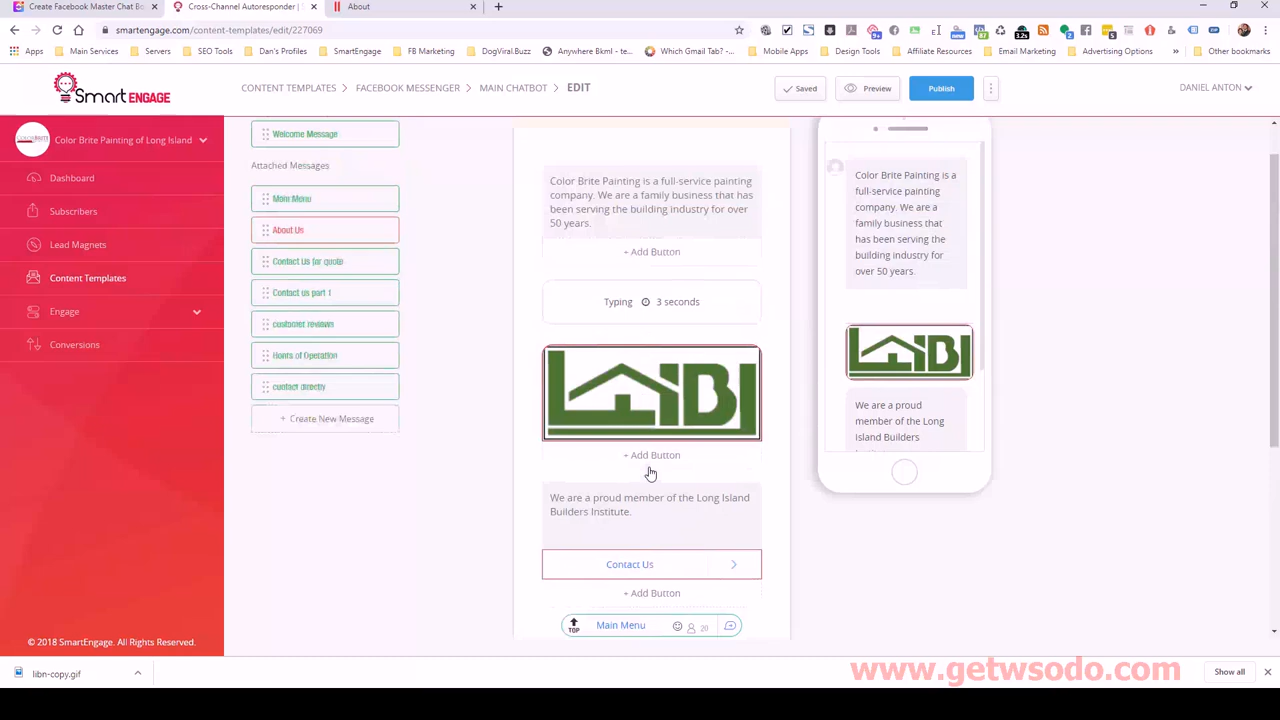 Create Facebook Master Chat Bo
Cross-Channel Autoresponder |
About
smartengage.com/content-templates/edit/227069
Apps
Main Services
Servers
SEO Tools
Dan's Profiles
SmartEngage
FB Marketing
DogViral.Buzz
Anywhere Bkml - te...
Which Gmail Tab? -...
Mobile Apps
Design Tools
Affiliate Resources
Email Marketing
Advertising Options
»
Other bookmarks
SmartENGAGE
CONTENT TEMPLATES > FACEBOOK MESSENGER > MAIN CHATBOT > EDIT
Saved
Preview
Publish
DANIEL ANTON
Color Brite Painting of Long Island
Dashboard
Subscribers
Lead Magnets
Content Templates
Engage
Conversions
© 2018 SmartEngage. All Rights Reserved.
Welcome Message
Attached Messages
Main Menu
About Us
Contact Us for quote
Contact us part 1
customer reviews
Hours of Operation
contact directly
+ Create New Message
Color Brite Painting is a full-service painting
company. We are a family business that has
been serving the building industry for over
50 years.
+ Add Button
Typing 3 seconds
LIBI
+ Add Button
We are a proud member of the Long Island
Builders Institute.
Contact Us
+ Add Button
TOP
Main Menu
20
Color Brite Painting is a
full-service painting
company. We are a
family business that
has been serving the
building industry for
over 50 years.
LIBI
We are a proud
member of the Long
Island Builders
libn-copy.gif
www.getwsodo.com
Show all